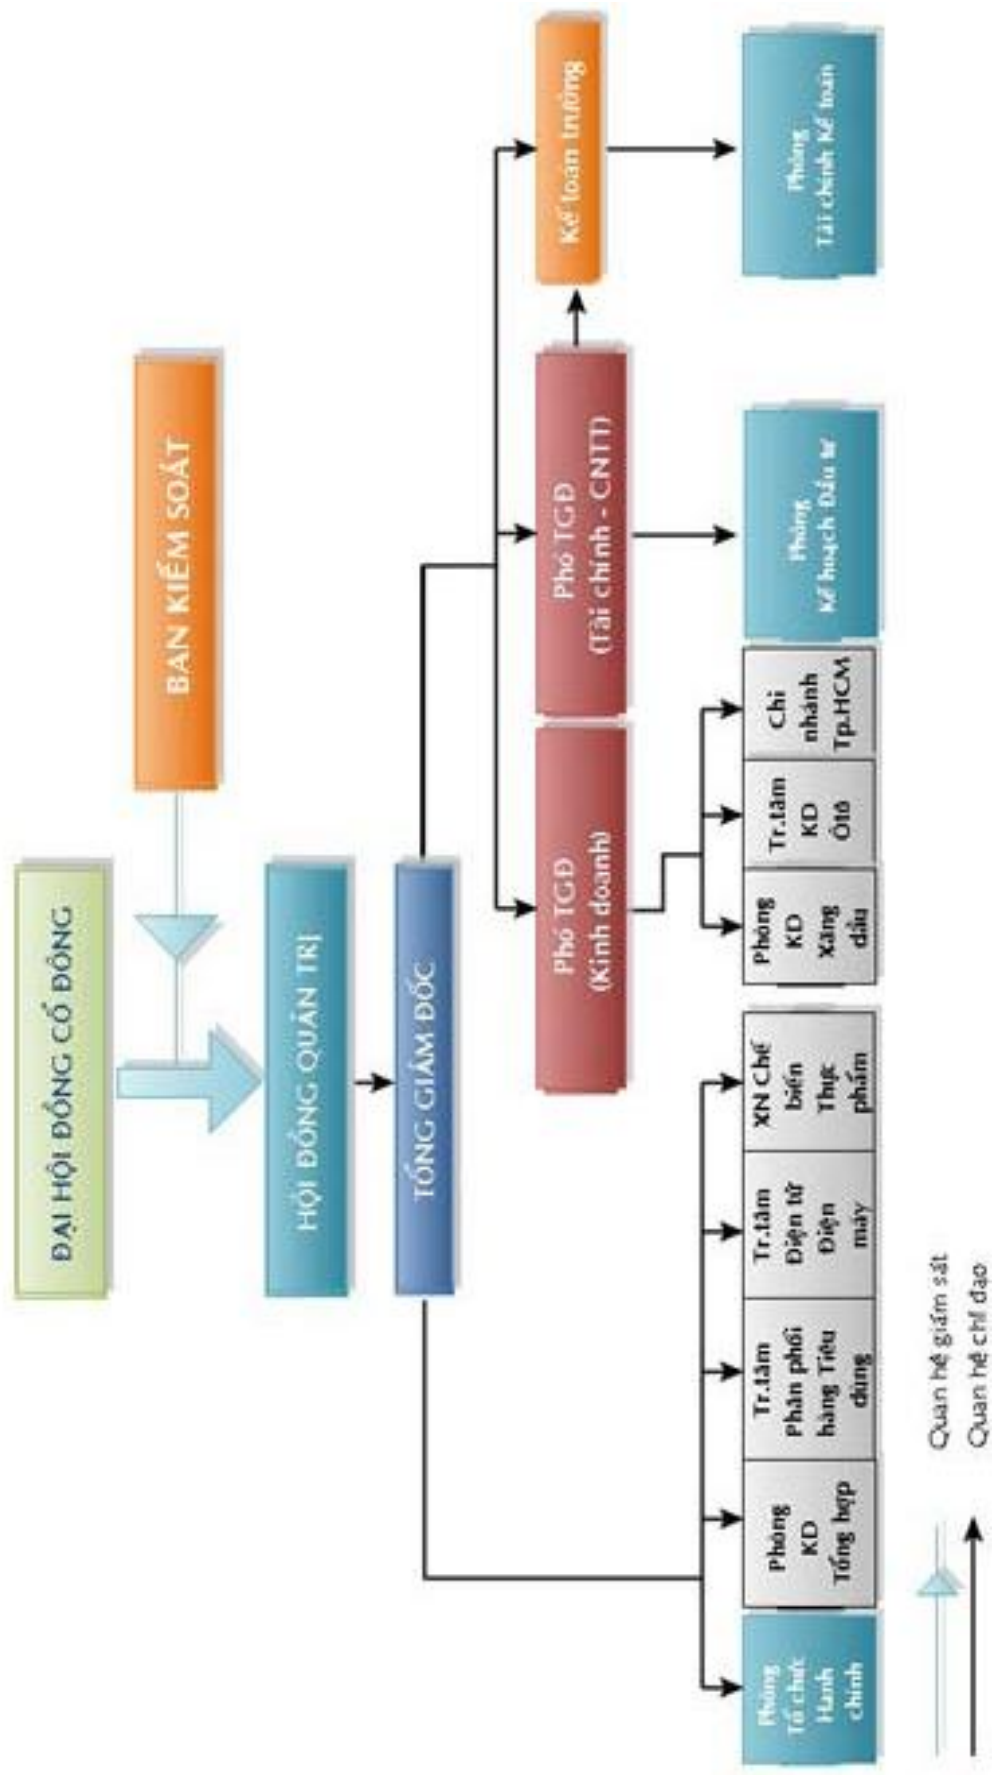 ĐẠI HỘI ĐỒNG CỔ ĐÔNG
BAN KIỂM SOÁT
HỘI ĐỒNG QUẢN TRỊ
TỔNG GIÁM ĐỐC
Phó TGĐ
(Kinh doanh)
Phó TGĐ
(Tài chính - CNTT)
Kế toán trưởng
Phòng
Tổ chức
Hành
chính
Phòng
KD
Tổng hợp
Tr.tâm
Phân phối
hàng Tiêu
dùng
Tr.tâm
Điện tử
Điện
máy
XN Chế
biến
Thực
phẩm
Phòng
KD
Xăng
dầu
Tr.tâm
KD
Ôtô
Chi
nhánh
Tp.HCM
Phòng
Kế hoạch Đầu tư
Phòng
Tài chính Kế toán
Quan hệ giám sát
Quan hệ chỉ đạo